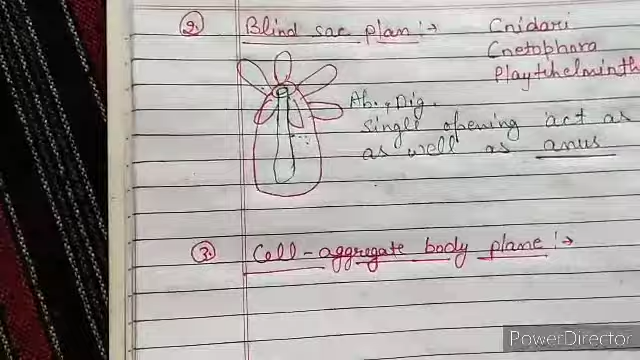 ② Blind sac plan :→ Cnidari
Cnetophora
Playtihelminth
Ab., Dig.
Single opening act as
as well as anus
③ Cell-aggregate body plane :→
PowerDirector